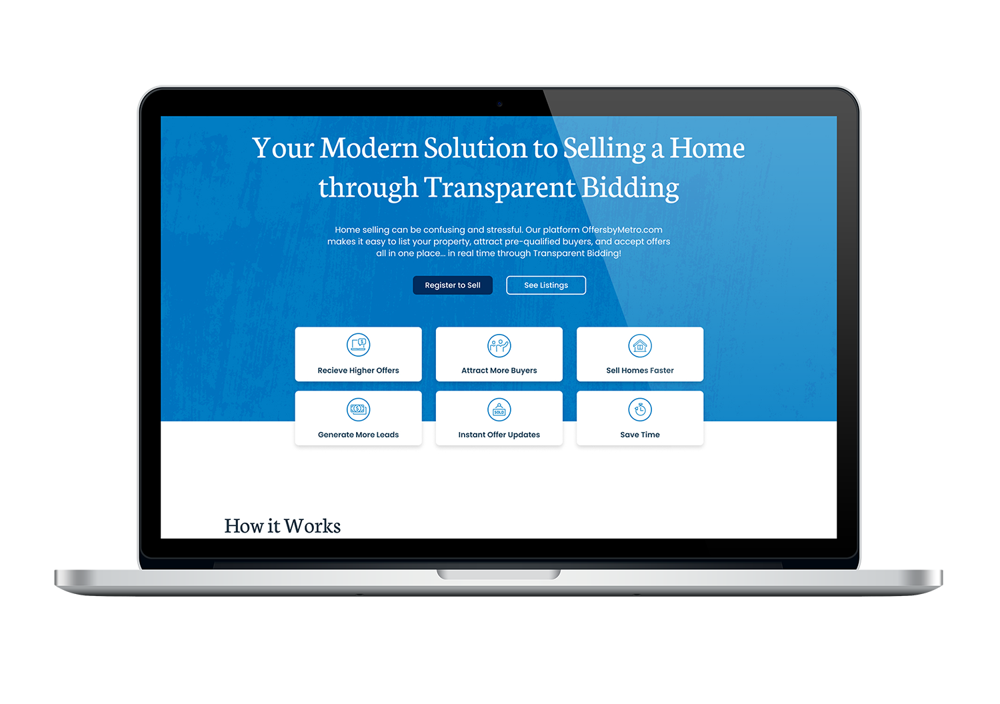 Your Modern Solution to Selling a Home
through Transparent Bidding
Home selling can be confusing and stressful. Our platform OffersbyMetro.com
makes it easy to list your property, attract pre-qualified buyers, and accept offers
all in one place... in real time through Transparent Bidding!
Register to Sell
See Listings
$
Recieve Higher Offers
Attract More Buyers
Sell Homes Faster
$
SOLD
Generate More Leads
Instant Offer Updates
Save Time
How it Works